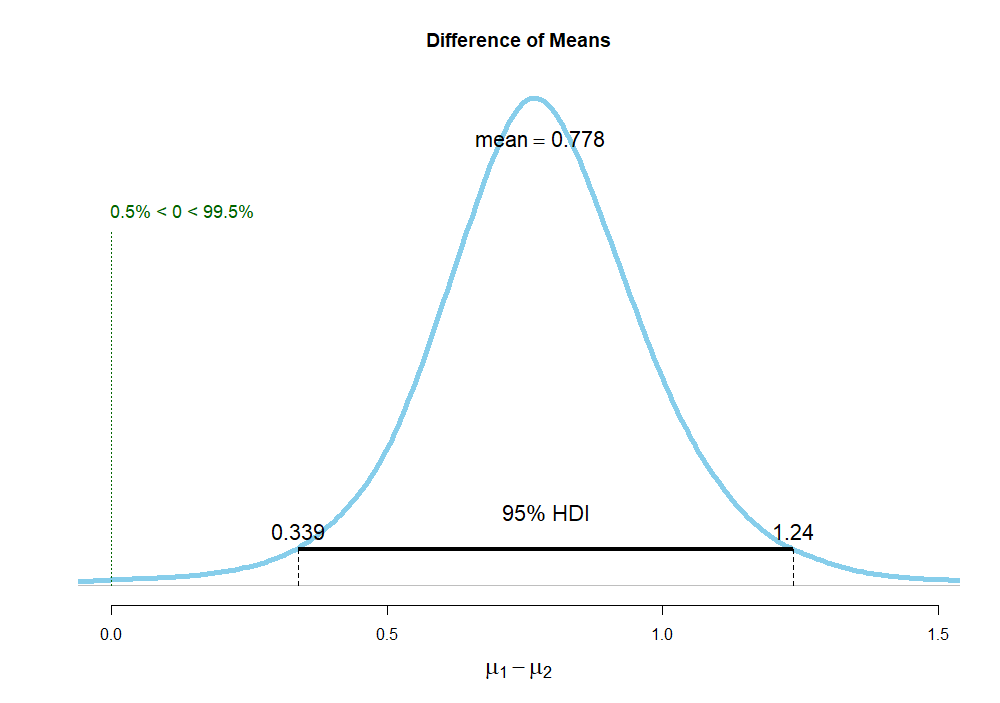 Difference of Means
mean = 0.778
0.5% < 0 < 99.5%
95% HDI
0.339 1.24
0.0 0.5 1.0 1.5
μ₁ − μ₂